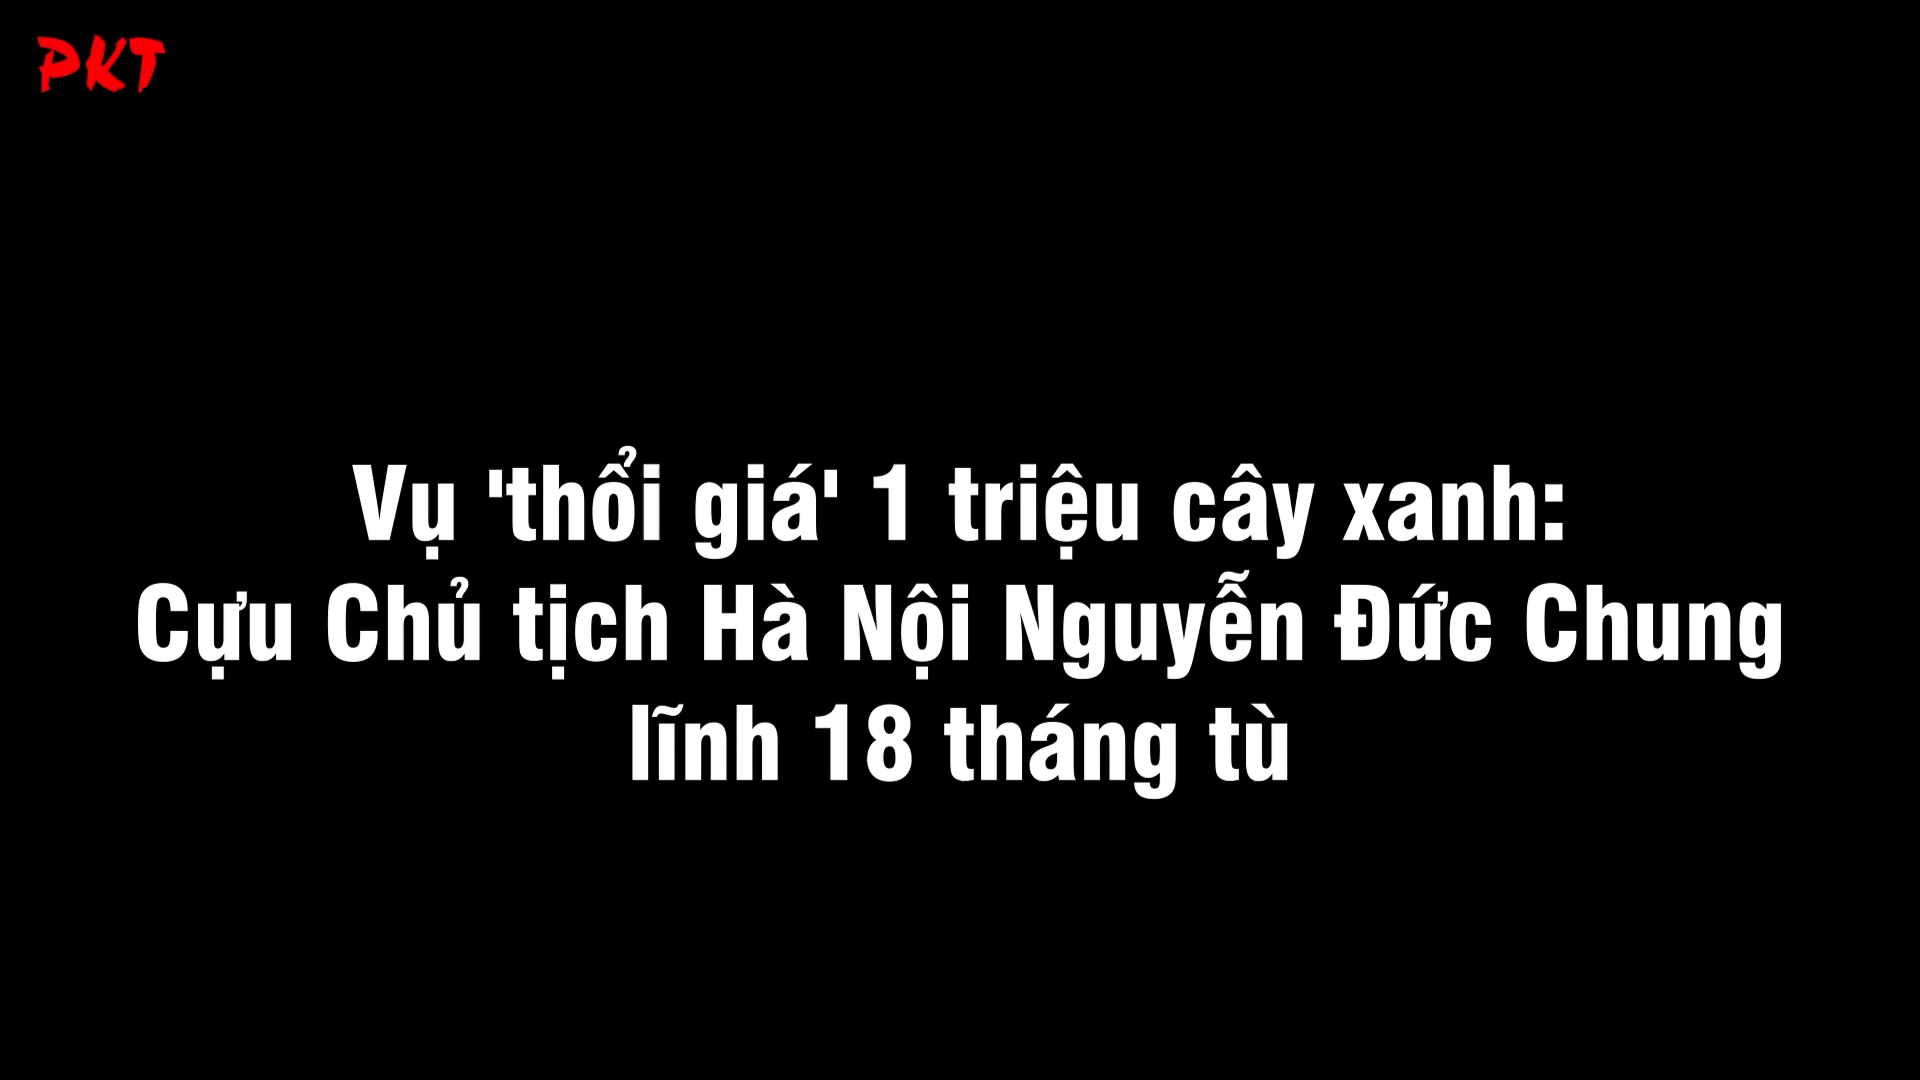 PKT
Vụ 'thổi giá' 1 triệu cây xanh:
Cựu Chủ tịch Hà Nội Nguyễn Đức Chung
lĩnh 18 tháng tù